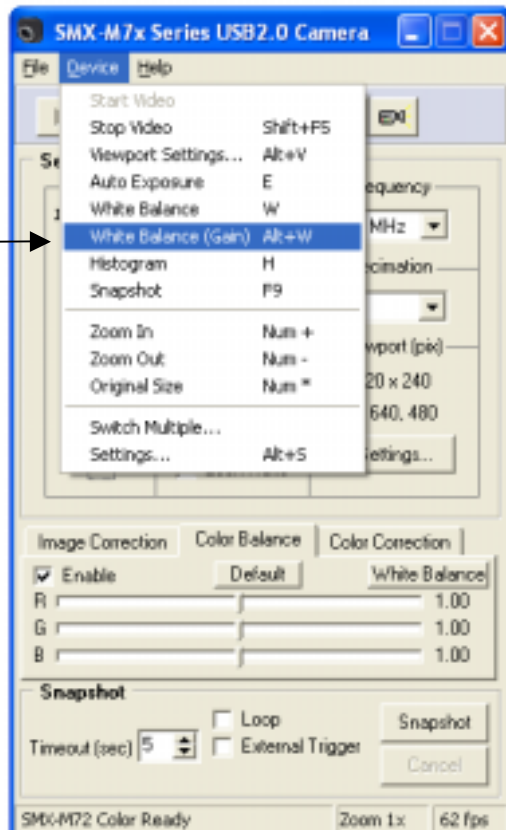 SMX-M7x Series USB2.0 Camera
File Device Help
Start Video
Stop Video Shift+F5
Viewport Settings... Alt+V
Auto Exposure E
White Balance W
White Balance (Gain) Alt+W
Histogram H
Snapshot F9
Zoom In Num +
Zoom Out Num -
Original Size Num *
Switch Multiple...
Settings... Alt+S
Se
equency
MHz
ecimation
wport (pix)
20 x 240
640, 480
ettings...
Image Correction Color Balance Color Correction
Enable Default White Balance
R 1.00
G 1.00
B 1.00
Snapshot
Loop Snapshot
Timeout (sec) 5 External Trigger
Cancel
SMX-M72 Color Ready Zoom 1x 62 fps